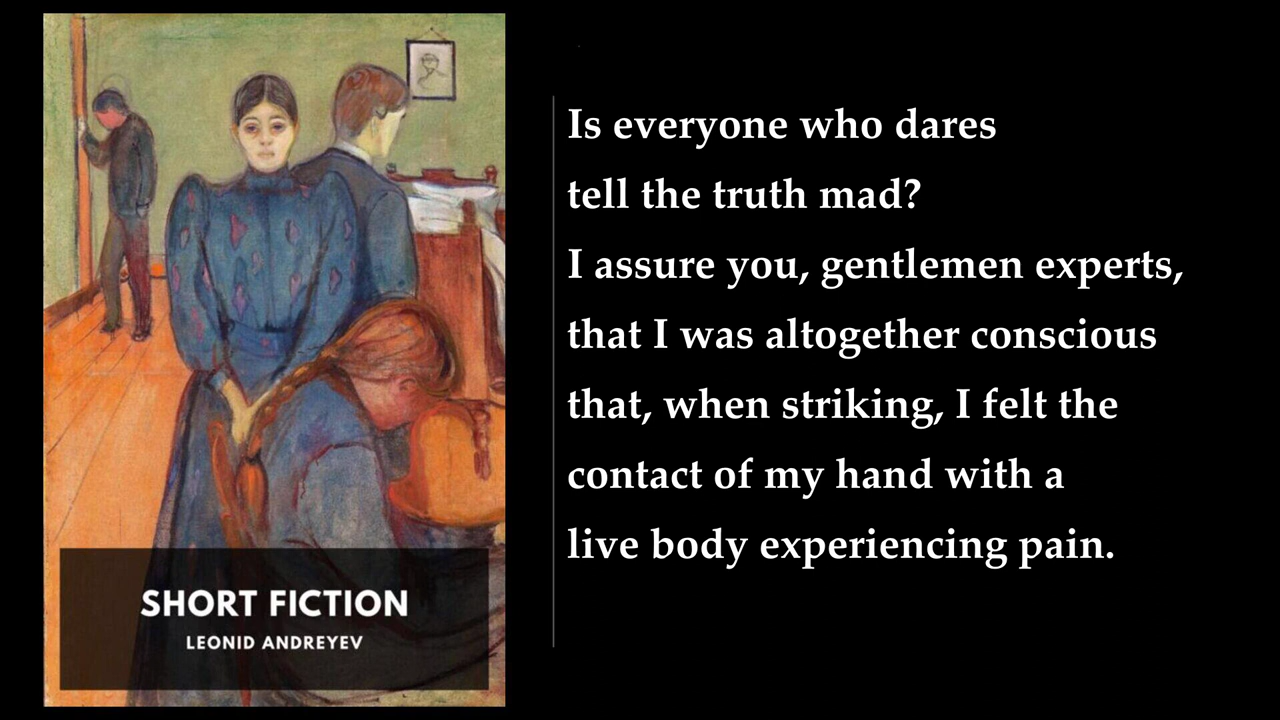 SHORT FICTION
LEONID ANDREYEV
Is everyone who dares
tell the truth mad?
I assure you, gentlemen experts,
that I was altogether conscious
that, when striking, I felt the
contact of my hand with a
live body experiencing pain.